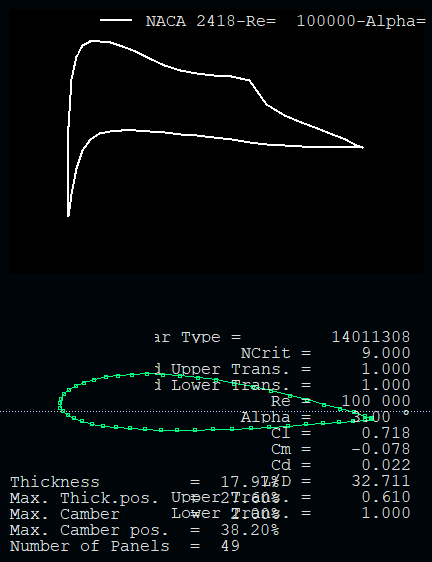 NACA 2418-Re=  100000-Alpha=
ar Type =         14011308
NCrit =     9.000
d Upper Trans. =     1.000
d Lower Trans. =     1.000
Re =   100 000
Alpha =      00 °
Cl =     0.718
Cm =    -0.078
Cd =     0.022
L/D =    32.711
Upper Trans. =     0.610
Lower Trans. =     1.000
Thickness         =  17.9
Max. Thick.pos.   =  27.60%
Max. Camber       =  2.00%
Max. Camber pos.  =  38.20%
Number of Panels  =  49